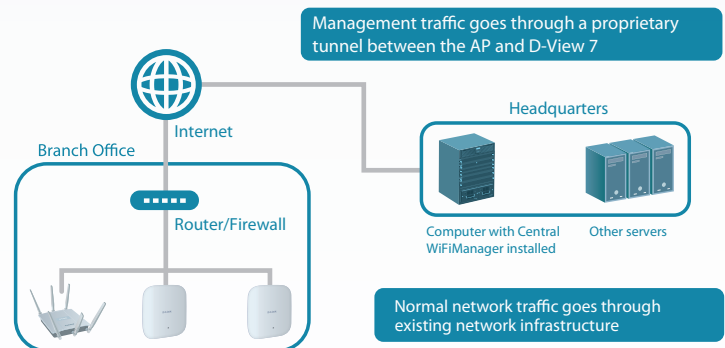 Management traffic goes through a proprietary
tunnel between the AP and D-View 7
Internet
Branch Office
Router/Firewall
Headquarters
Computer with Central
WiFiManager installed
Other servers
Normal network traffic goes through
existing network infrastructure